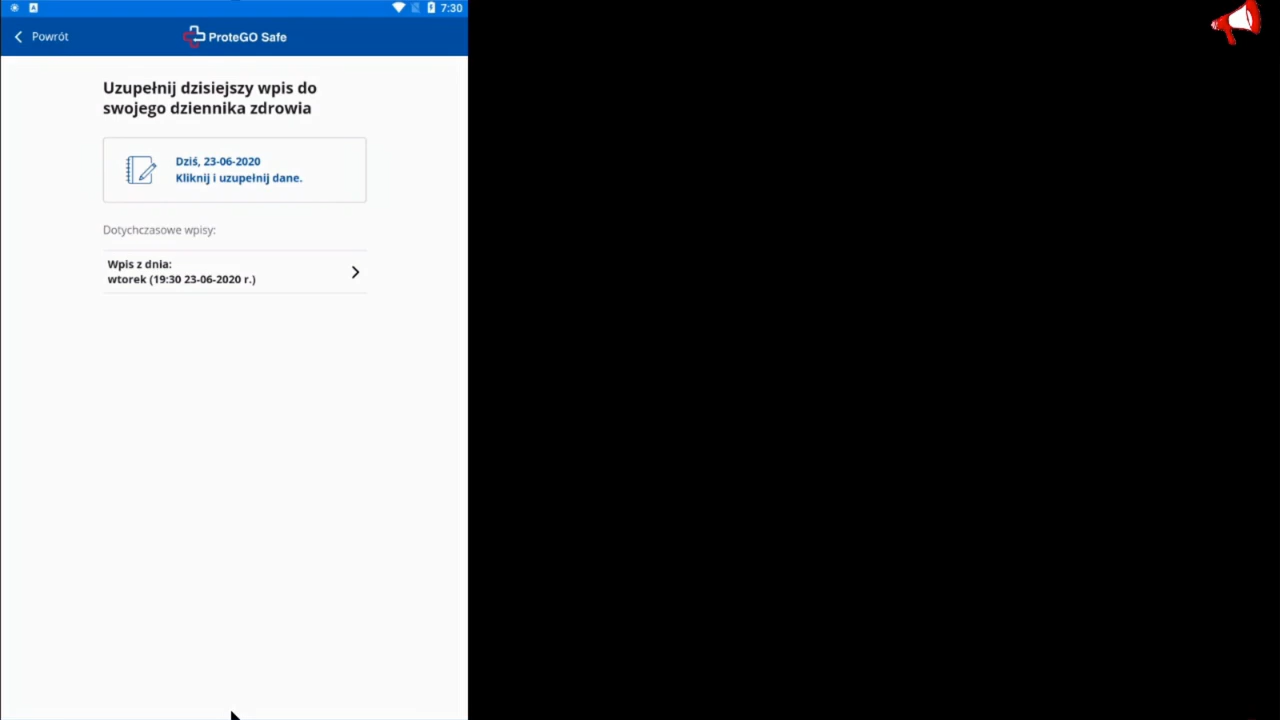 7:30
Powrót
ProteGO Safe
Uzupełnij dzisiejszy wpis do
swojego dziennika zdrowia
Dziś, 23-06-2020
Kliknij i uzupełnij dane.
Dotychczasowe wpisy:
Wpis z dnia:
wtorek (19:30 23-06-2020 r.)